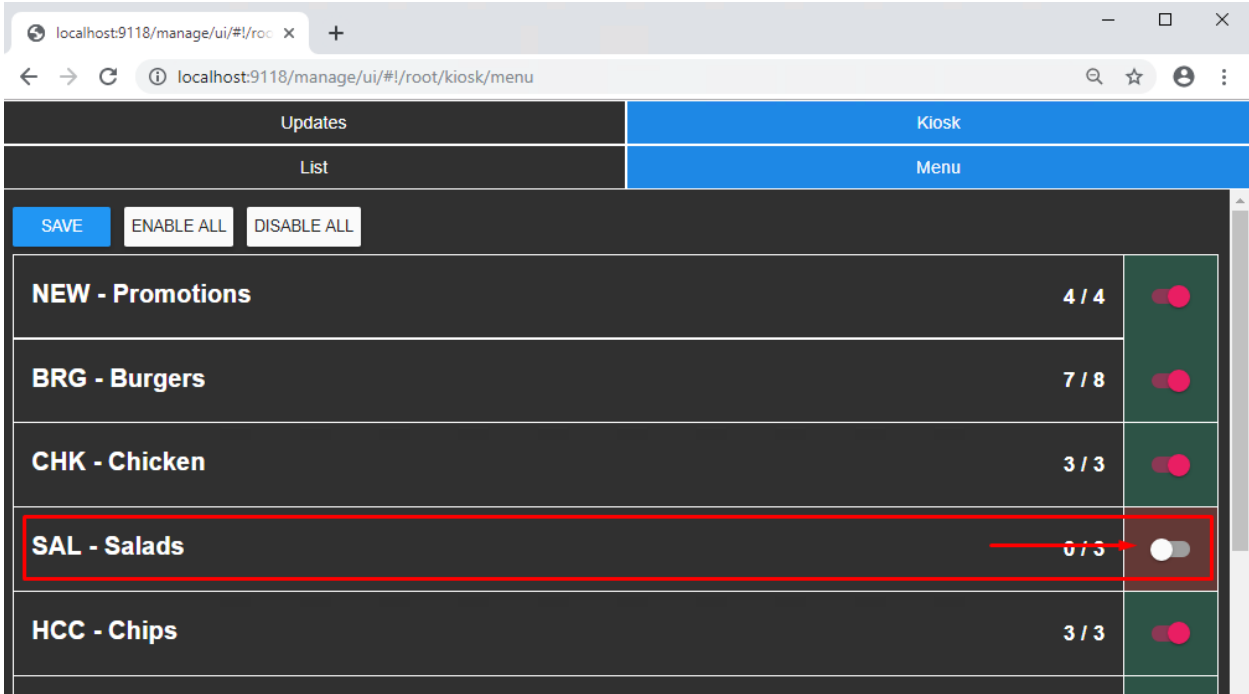 localhost:9118/manage/ui/#!/roo
localhost:9118/manage/ui/#!/root/kiosk/menu
Updates Kiosk
List Menu
SAVE ENABLE ALL DISABLE ALL
NEW - Promotions 4 / 4
BRG - Burgers 7 / 8
CHK - Chicken 3 / 3
SAL - Salads 0 / 3
HCC - Chips 3 / 3